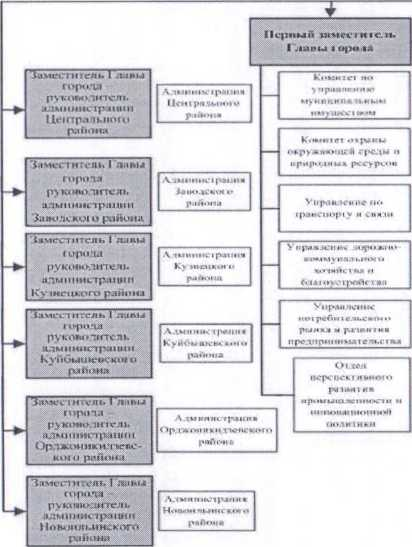 Первый заместитель
Главы города
Заместитель Главы
города
руководитель
администрации
Центрального
района
Администрация
Центрального
района
Комитет по
управлению
муниципальным
имуществом
Комитет охраны
окружающей среды и
природных ресурсов
Заместитель Главы
города
руководитель
администрации
Заводского района
Администрация
Заводского
района
Управление по
транспорту и связи
Заместитель Главы
города
руководитель
администрации
Кузнецкого района
Администрация
Кузнецкого
района
Управление дорожно-
коммунального
хозяйства и
благоустройства
Заместитель Главы
города
руководитель
администрации
Куйбышевского
района
Администрация
Куйбышевского
района
Управление
потребительского
рынка и развития
предпринимательства
Отдел
перспективного
развития
промышленности и
инновационной
политики
Заместитель Главы
города –
руководитель
администрации
Орджоникидзевс-
кого района
Администрация
Орджоникидзевского
района
Заместитель Главы
города –
руководитель
администрации
Новоильинского
района
Администрация
Новоильинского
района